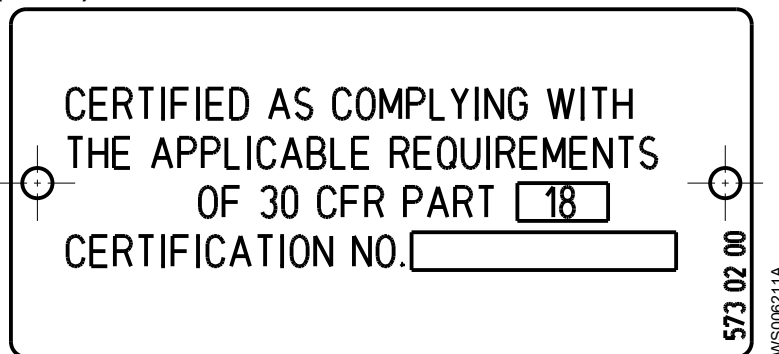 CERTIFIED AS COMPLYING WITH
THE APPLICABLE REQUIREMENTS
OF 30 CFR PART 18
CERTIFICATION NO.
573 02 00
WS006211A